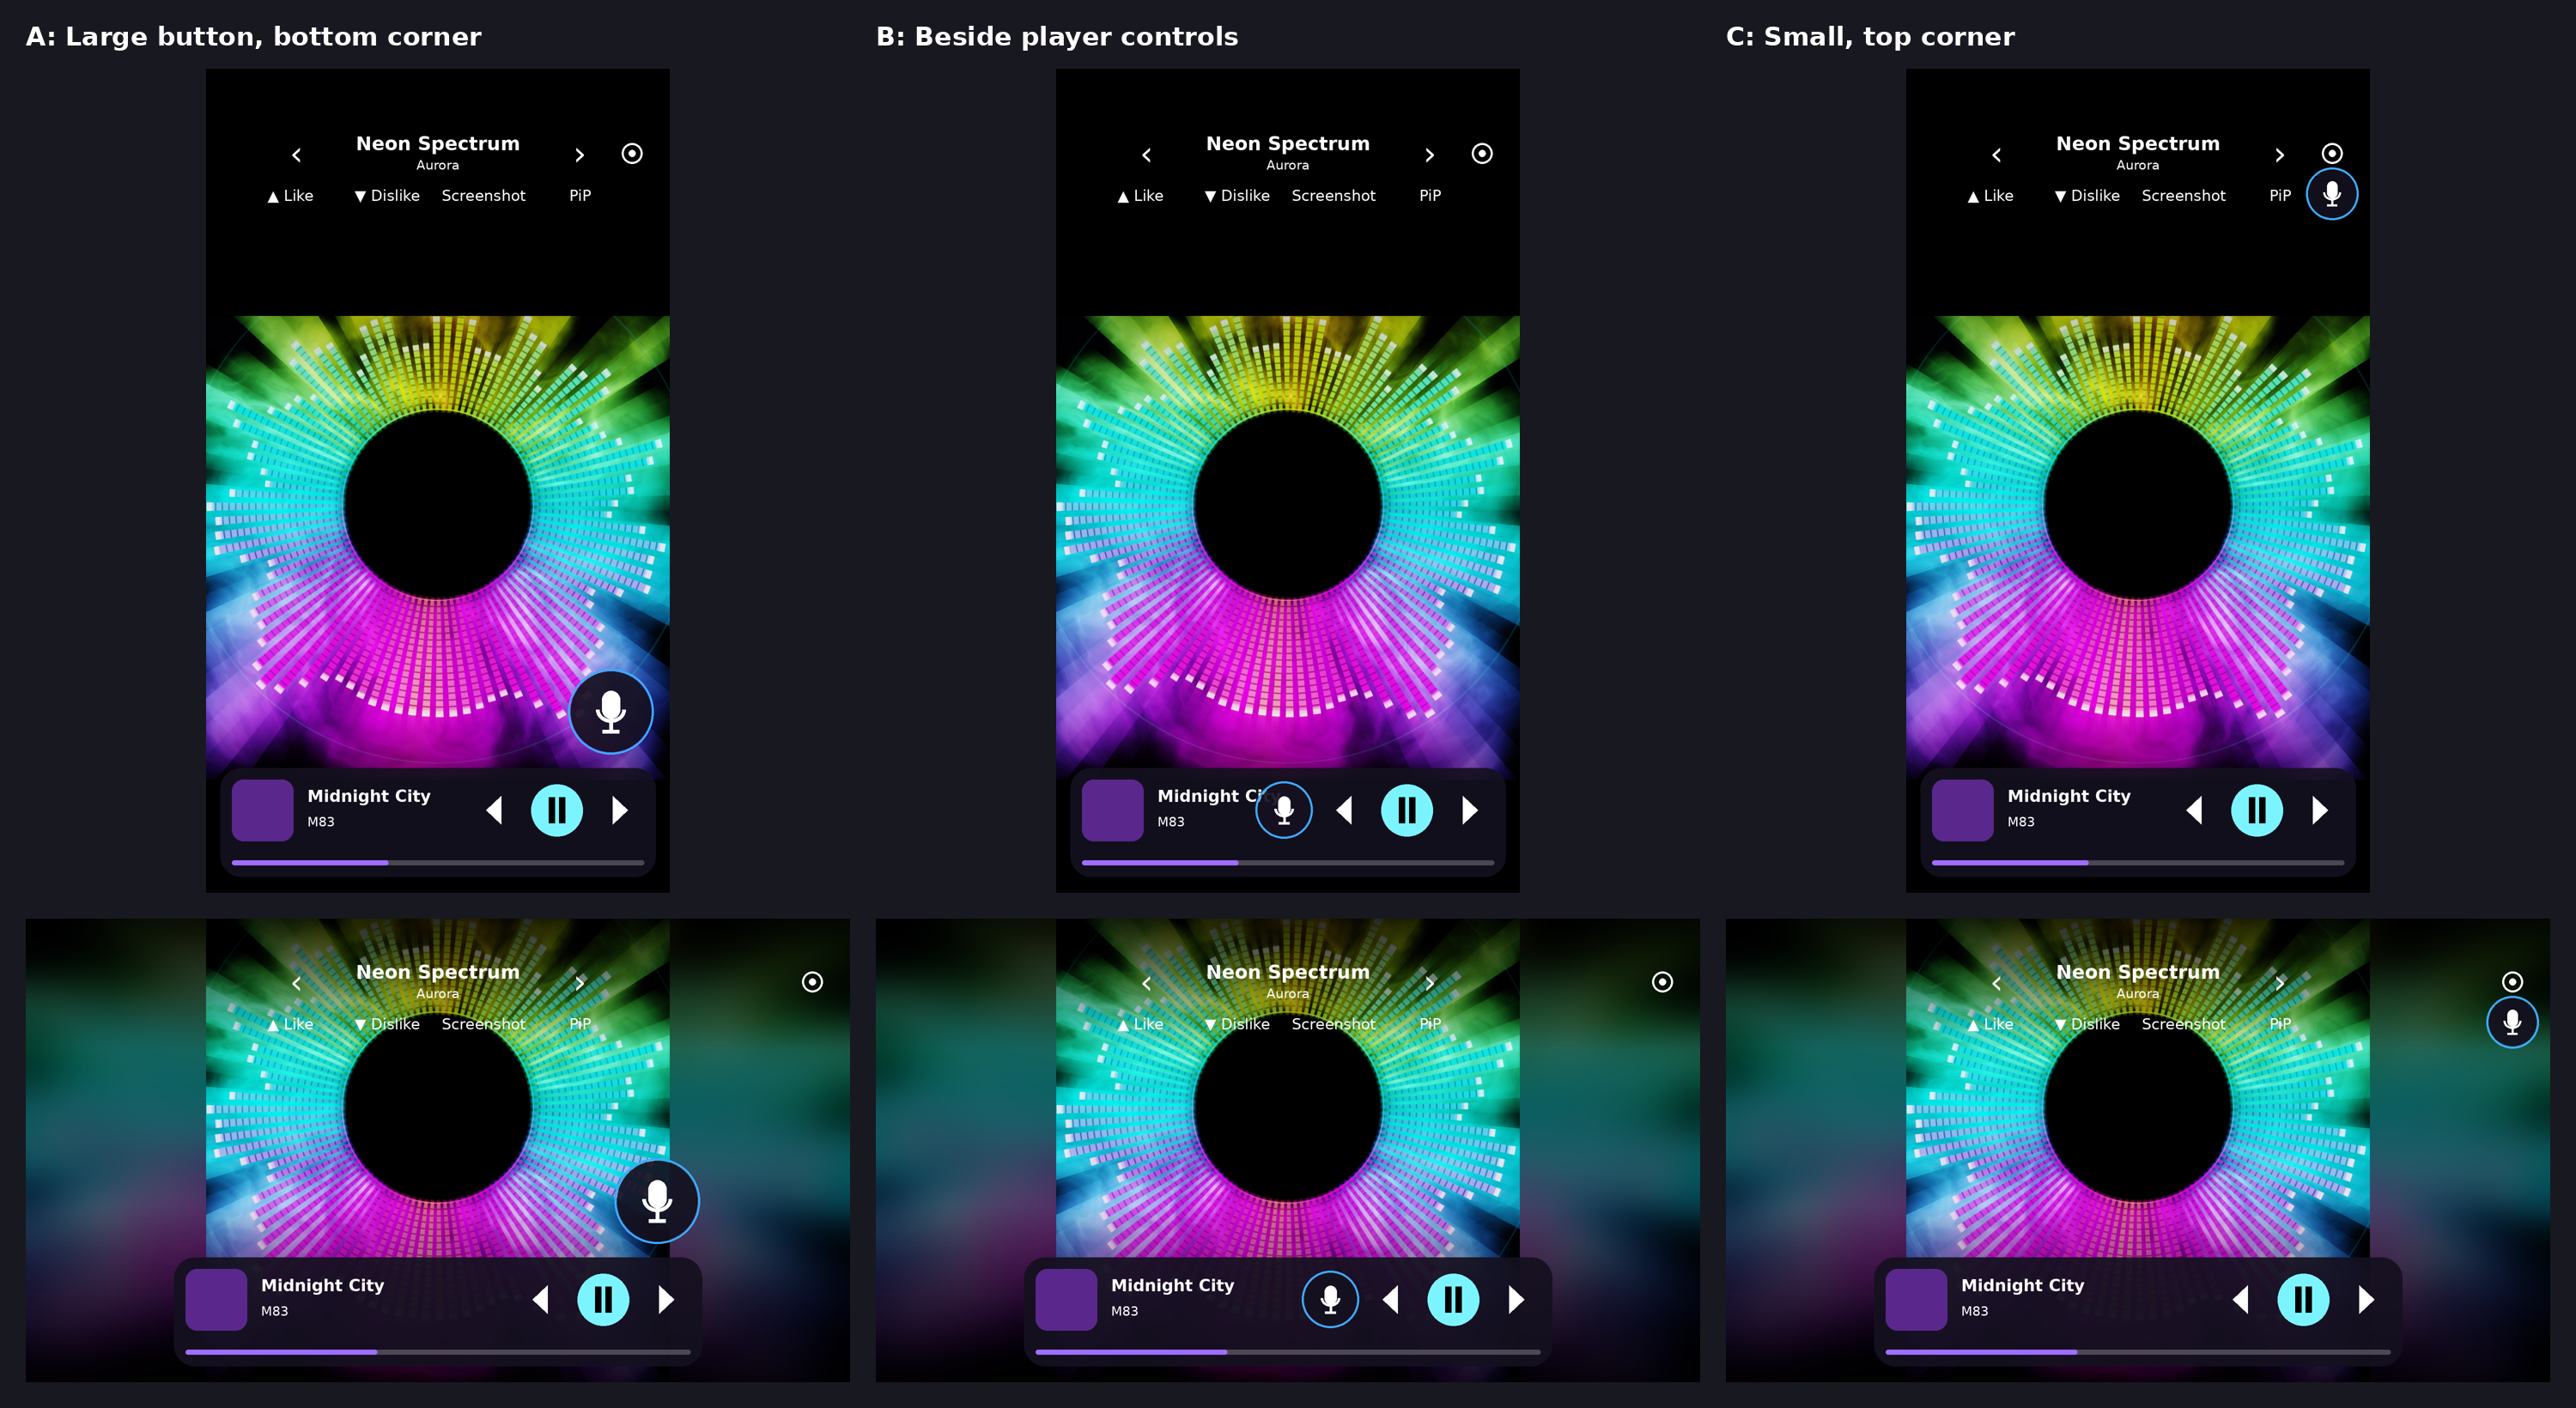 A: Large button, bottom corner
B: Beside player controls
C: Small, top corner
Neon Spectrum
Aurora
▲ Like ▼ Dislike Screenshot PiP
Midnight City
M83
Neon Spectrum
Aurora
▲ Like ▼ Dislike Screenshot PiP
Midnight C
M83
Neon Spectrum
Aurora
▲ Like ▼ Dislike Screenshot PiP
Midnight City
M83
Neon Spectrum
Aurora
▲ Like ▼ Dislike Screenshot PiP
Midnight City
M83
Neon Spectrum
Aurora
▲ Like ▼ Dislike Screenshot PiP
Midnight City
M83
Neon Spectrum
Aurora
▲ Like ▼ Dislike Screenshot PiP
Midnight City
M83